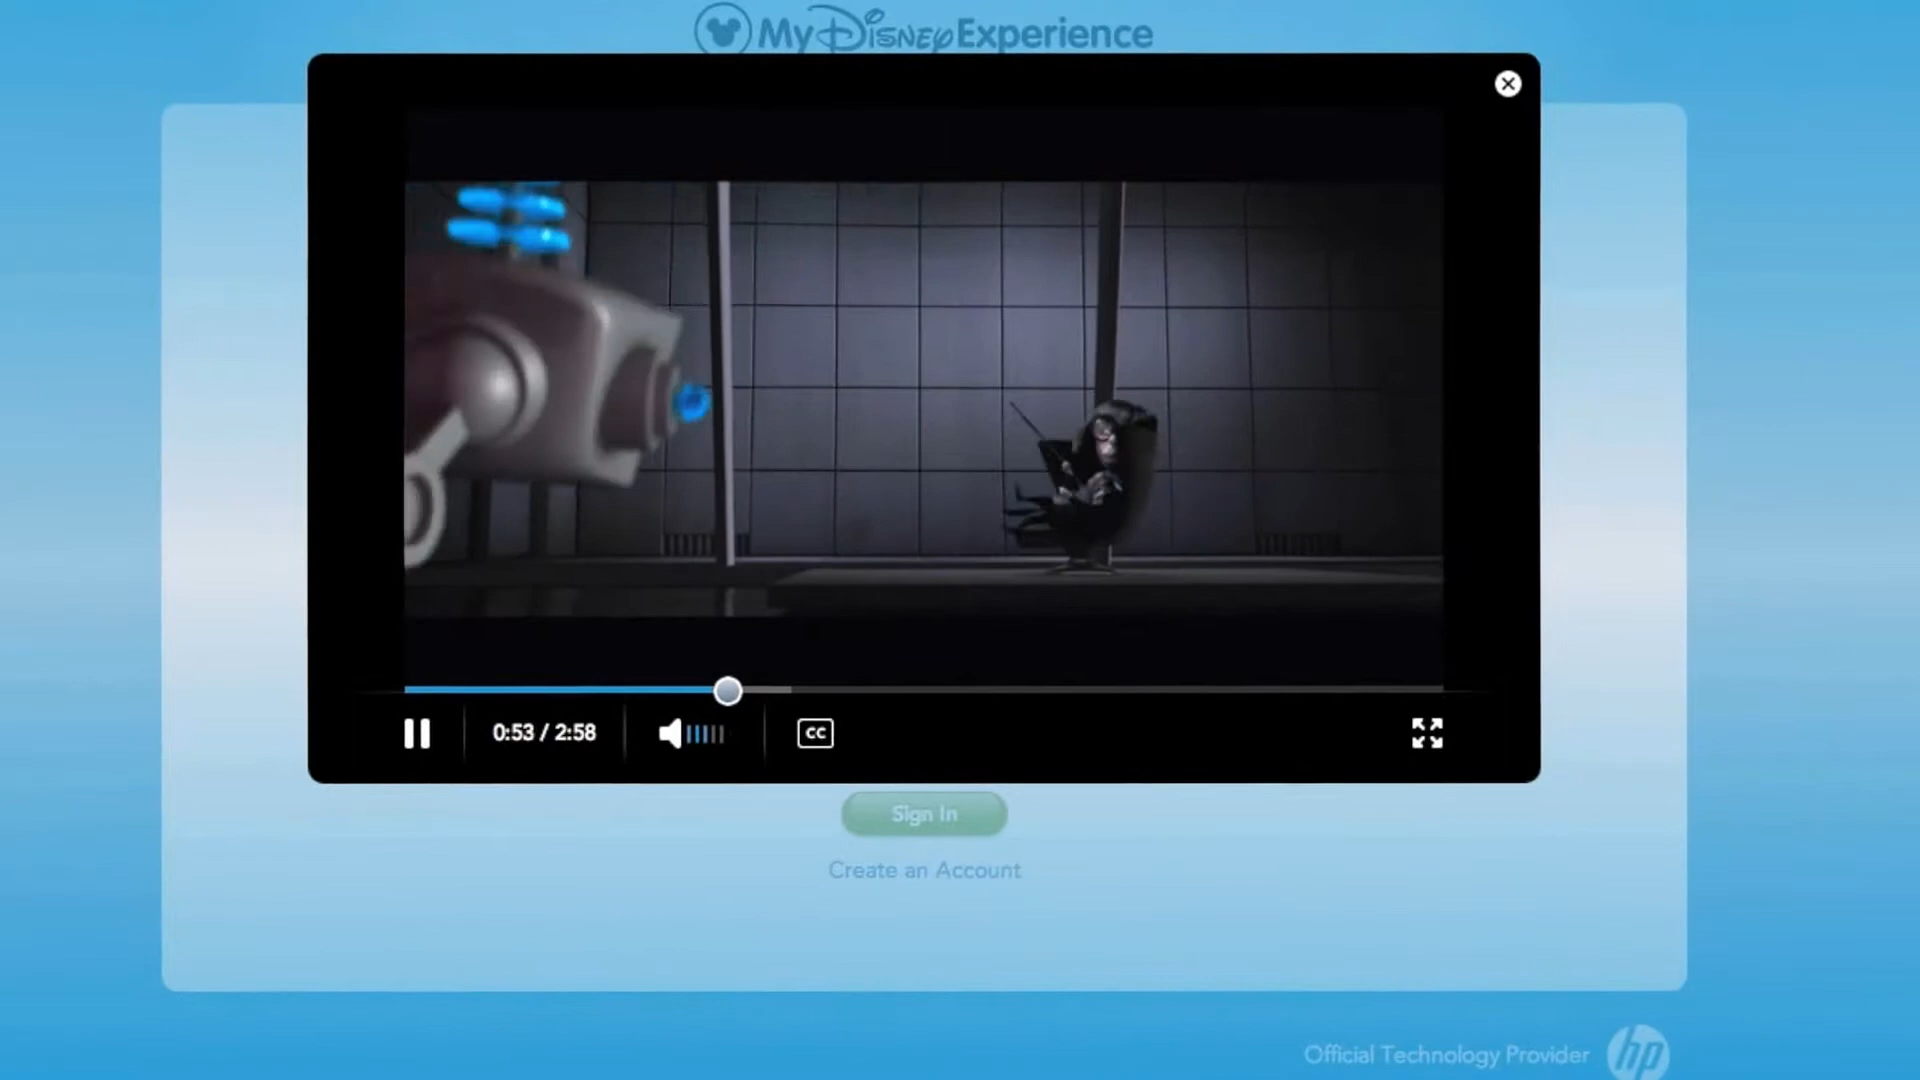 My Disney Experience
0:53 / 2:58
CC
Sign In
Create an Account
Official Technology Provider
hp